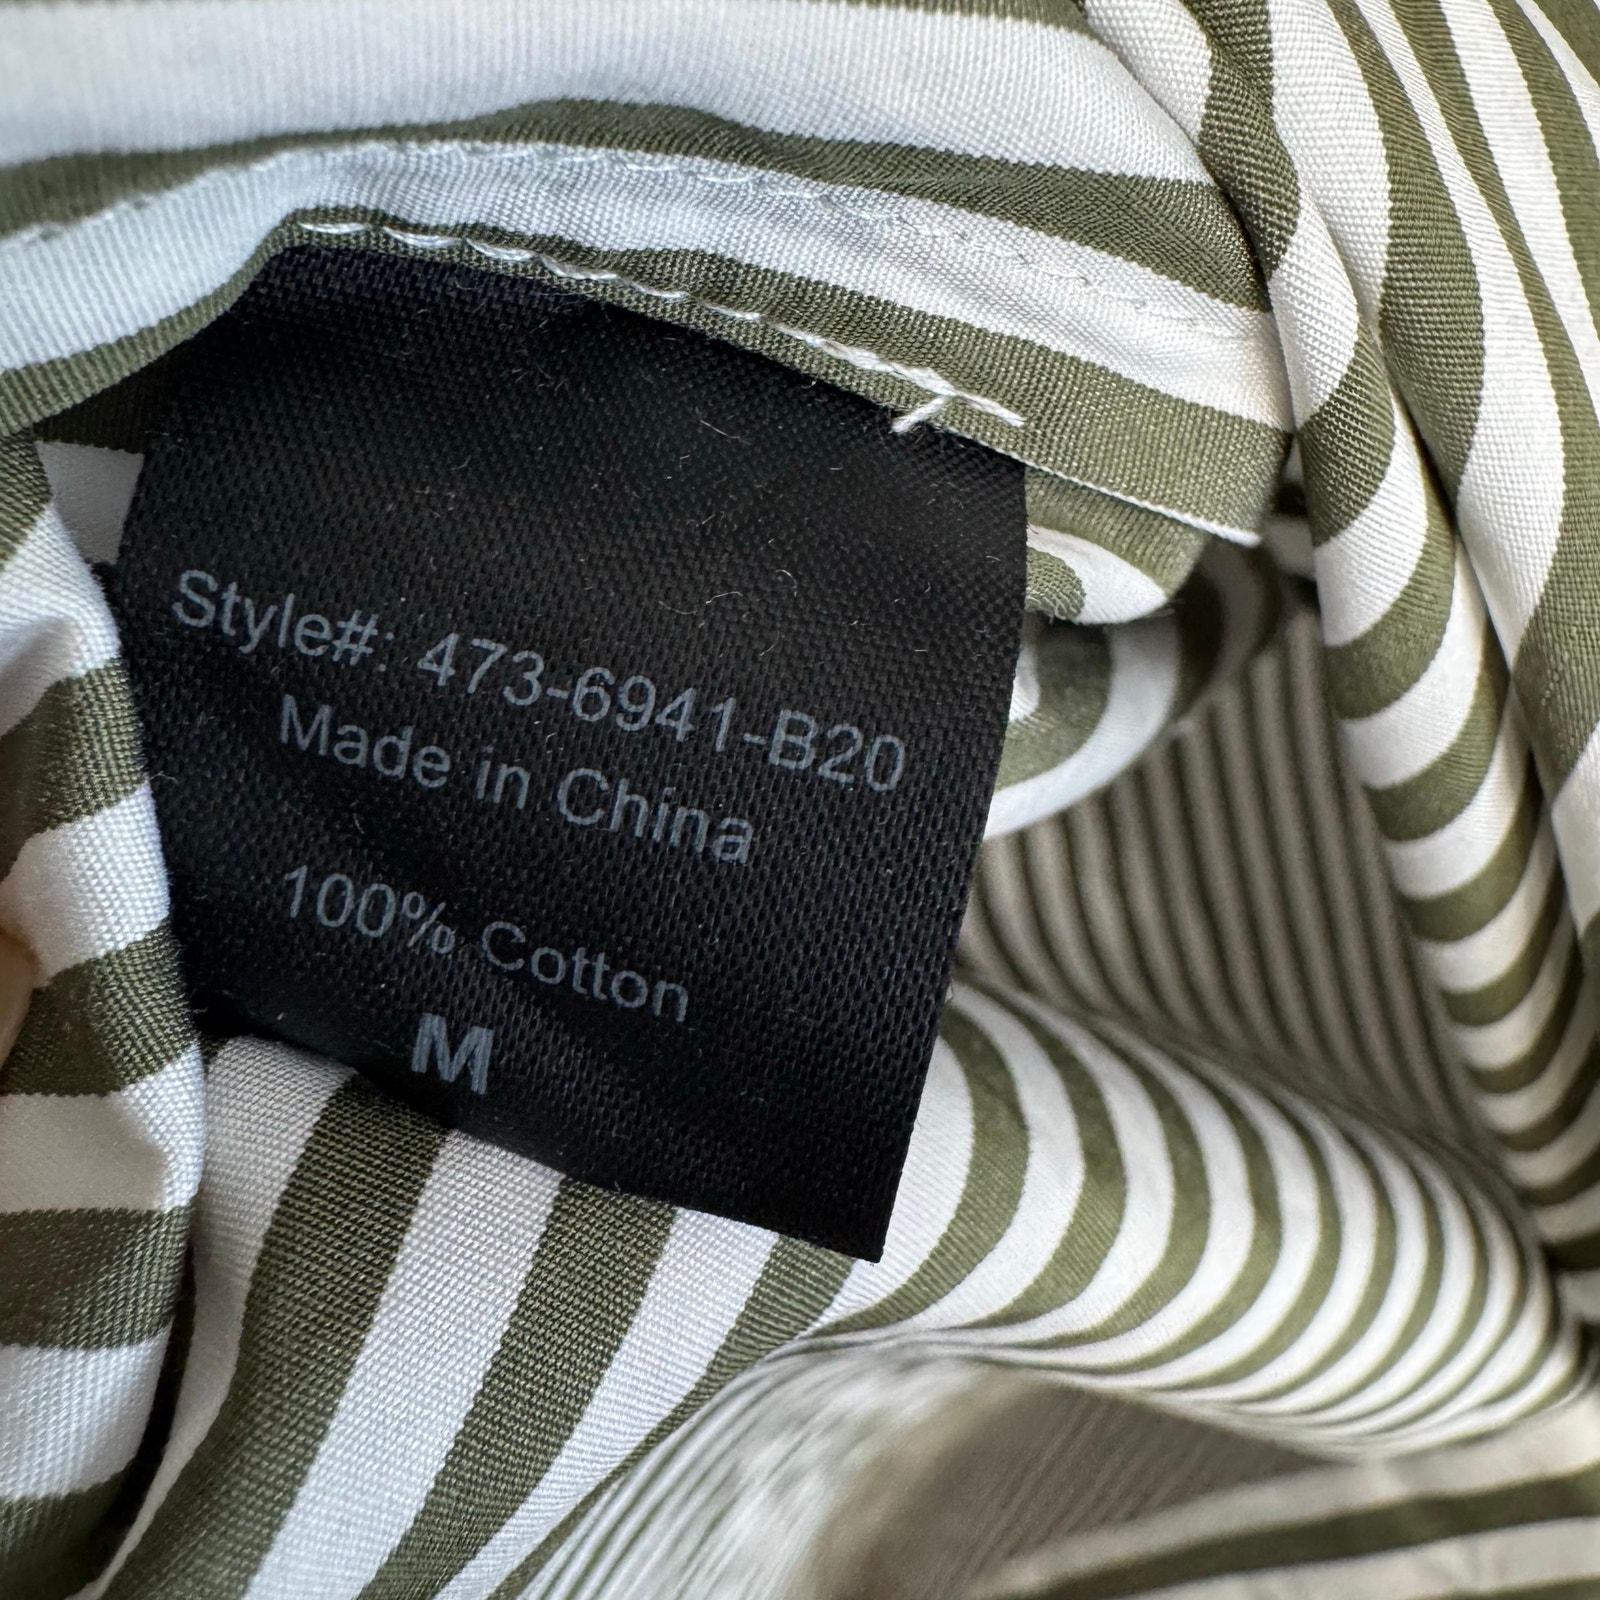 Style#: 473-6941-B20
Made in China
100% Cotton
M